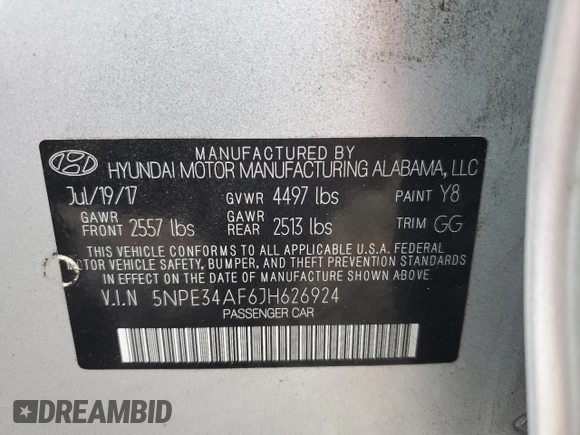 MANUFACTURED BY
HYUNDAI MOTOR MANUFACTURING ALABAMA, LLC
Jul/19/17 GVWR 4497 lbs PAINT Y8
GAWR FRONT 2557 lbs GAWR REAR 2513 lbs TRIM GG
THIS VEHICLE CONFORMS TO ALL APPLICABLE U.S.A. FEDERAL
MOTOR VEHICLE SAFETY, BUMPER, AND THEFT PREVENTION STANDARDS
IN EFFECT ON THE DATE OF MANUFACTURE SHOWN ABOVE.
V.I.N 5NPE34AF6JH626924
PASSENGER CAR
DREAMBID